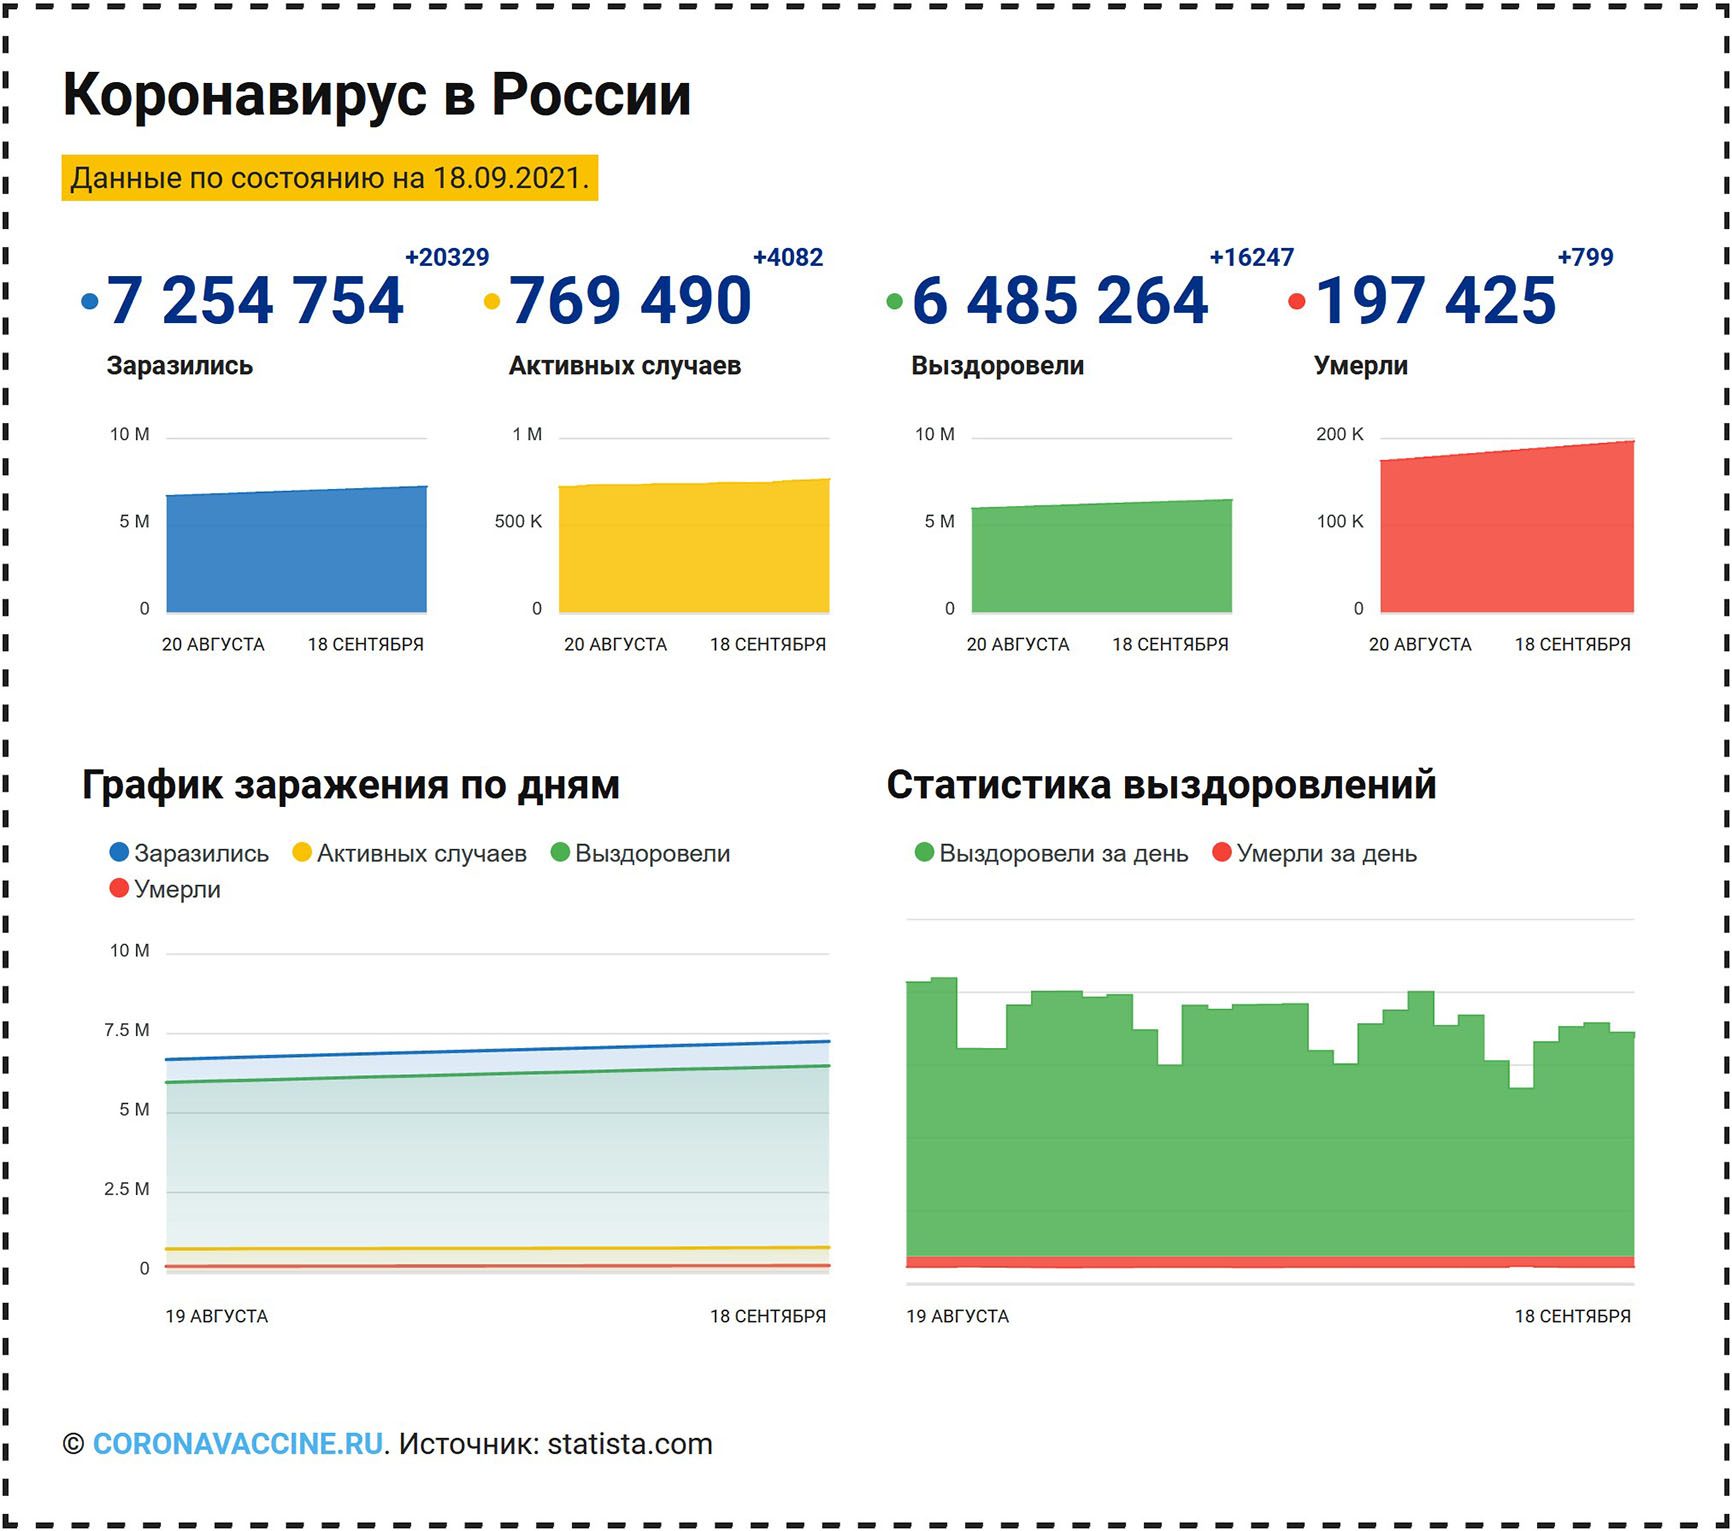 Коронавирус в России
Данные по состоянию на 18.09.2021.
7 254 754 +20329
Заразились
10 M
5 M
0
20 АВГУСТА 18 СЕНТЯБРЯ
769 490 +4082
Активных случаев
1 M
500 K
0
20 АВГУСТА 18 СЕНТЯБРЯ
6 485 264 +16247
Выздоровели
10 M
5 M
0
20 АВГУСТА 18 СЕНТЯБРЯ
197 425 +799
Умерли
200 K
100 K
0
20 АВГУСТА 18 СЕНТЯБРЯ
График заражения по дням
Заразились Активных случаев Выздоровели
Умерли
10 M
7.5 M
5 M
2.5 M
0
19 АВГУСТА 18 СЕНТЯБРЯ
Статистика выздоровлений
Выздоровели за день Умерли за день
19 АВГУСТА 18 СЕНТЯБРЯ
© CORONAVACCINE.RU. Источник: statista.com